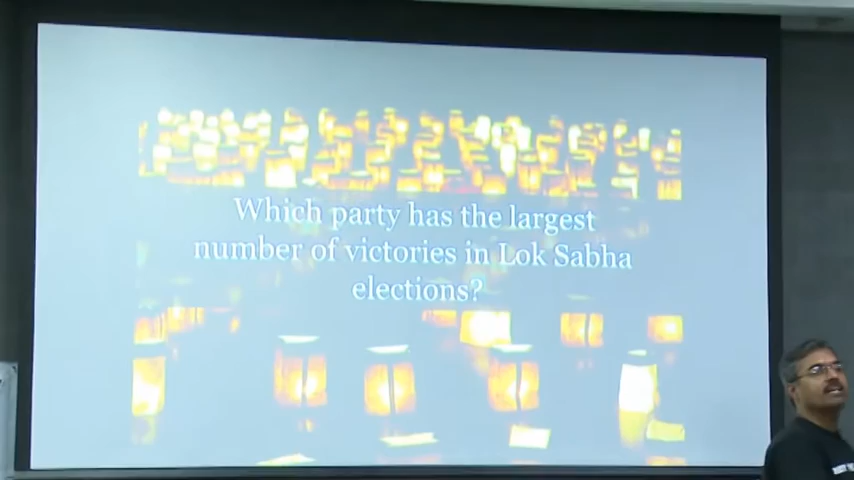 Which party has the largest
number of victories in Lok Sabha
elections?